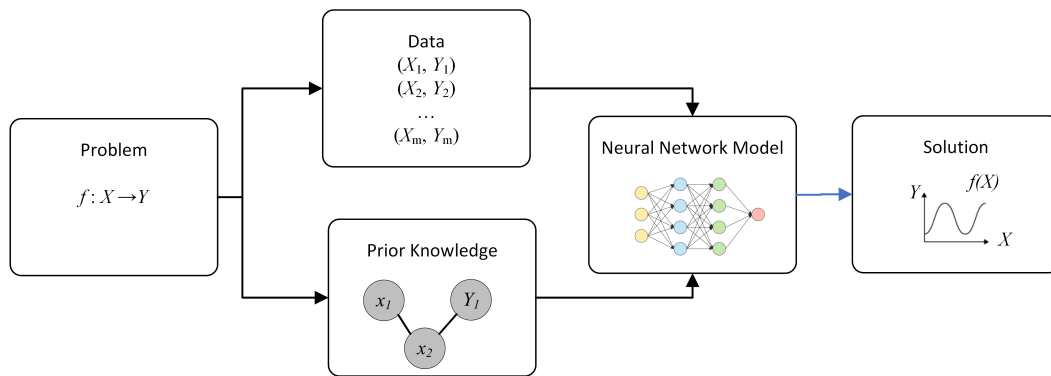 Problem
f : X → Y
Data
(X₁, Y₁)
(X₂, Y₂)
…
(Xₘ, Yₘ)
Prior Knowledge
x₁
Y₁
x₂
Neural Network Model
Solution
f(X)
Y
X